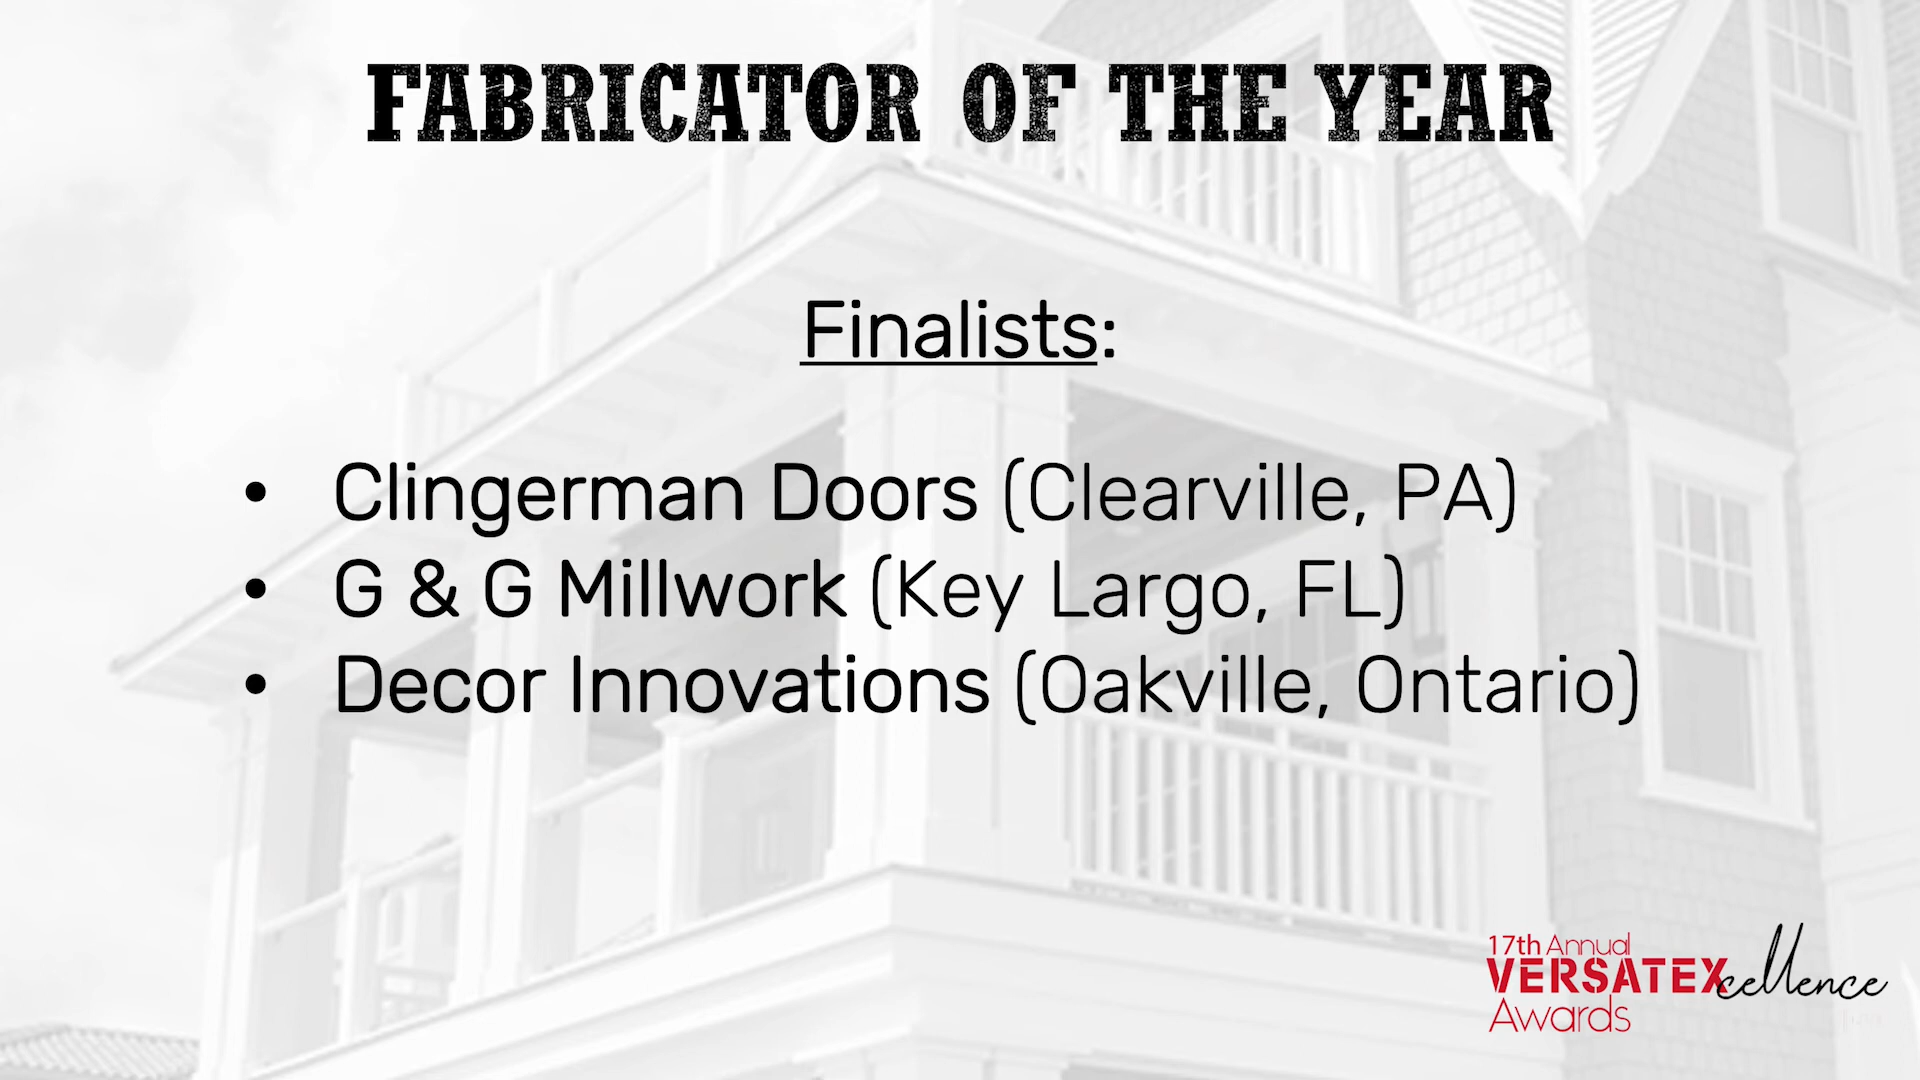 FABRICATOR OF THE YEAR
Finalists:
• Clingerman Doors (Clearville, PA)
• G & G Millwork (Key Largo, FL)
• Decor Innovations (Oakville, Ontario)
17th Annual
VERSATEXcellence
Awards